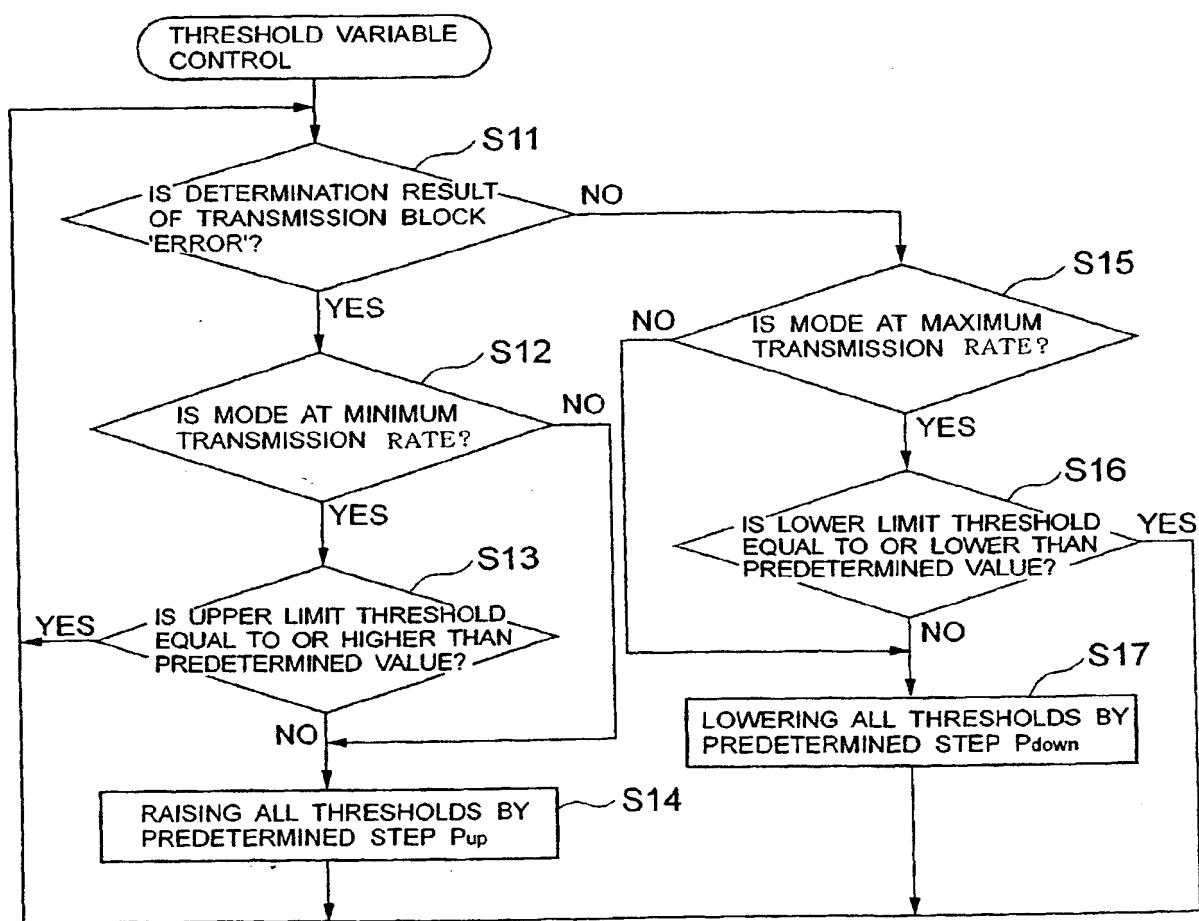 THRESHOLD VARIABLE
CONTROL
S11
IS DETERMINATION RESULT
OF TRANSMISSION BLOCK
'ERROR'?
NO
YES
S12
IS MODE AT MINIMUM
TRANSMISSION RATE?
NO
YES
S13
IS UPPER LIMIT THRESHOLD
EQUAL TO OR HIGHER THAN
PREDETERMINED VALUE?
YES
NO
S14
RAISING ALL THRESHOLDS BY
PREDETERMINED STEP Pup
S15
IS MODE AT MAXIMUM
TRANSMISSION RATE?
NO
YES
S16
IS LOWER LIMIT THRESHOLD
EQUAL TO OR LOWER THAN
PREDETERMINED VALUE?
YES
NO
S17
LOWERING ALL THRESHOLDS BY
PREDETERMINED STEP Pdown